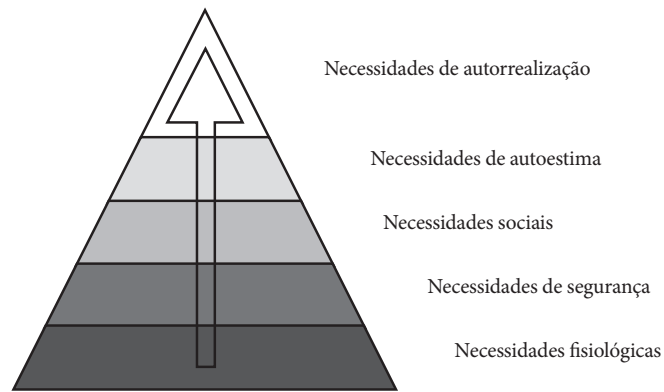 Necessidades de autorrealização
Necessidades de autoestima
Necessidades sociais
Necessidades de segurança
Necessidades fisiológicas